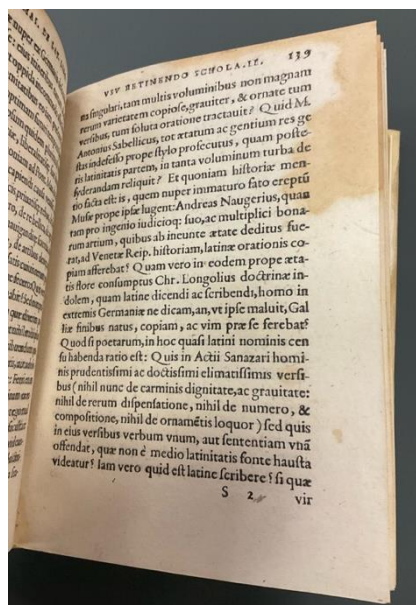 VSV RETINENDO SCHOLA. II. 139
na singulari, tam multis voluminibus non magnam
rerum varietatem copiose, grauiter, & ornate tum
versibus, tum soluta oratione tractauit? Quid M.
Antonius Sabellicus, tot ætatum ac gentium res ge
stas indefesso prope stylo prosecutus, quam poste-
ris latinitatis partem, in tanta voluminum turba de
syderandam reliquit? Et quoniam historiæ men-
tio facta est: is, quem nuper immaturo fato ereptū
Musæ prope ipsæ lugent: Andreas Naugerius, quan
tam pro ingenio iudicioq; suo, ac multiplici bona-
rum artium, quibus ab ineunte ætate deditus fue-
rat, ad Venetæ Reip. historiam, latinæ orationis co-
piam afferebat? Quam vero in eodem prope æta-
tis flore consumptus Chr. Longolius doctrinæ in-
dolem, quam latine dicendi ac scribendi, homo in
extremis Germaniæ ne dicam, an, vt ipse maluit, Gal
liæ finibus natus, copiam, ac vim præ se ferebat?
Quod si poetarum, in hoc quasi latini nominis cen
su habenda ratio est: Quis in Actii Sanazari homi-
nis prudentissimi ac doctissimi elimatissimis versi-
bus (nihil nunc de carminis dignitate, ac grauitate:
nihil de rerum dispensatione, nihil de numero, &
compositione, nihil de ornamētis loquor) sed quis
in eius versibus verbum vnum, aut sententiam vnā
offendat, quæ non è medio latinitatis fonte hausta
videatur? Iam vero quid est latine scribere? si quæ
S 2 vir